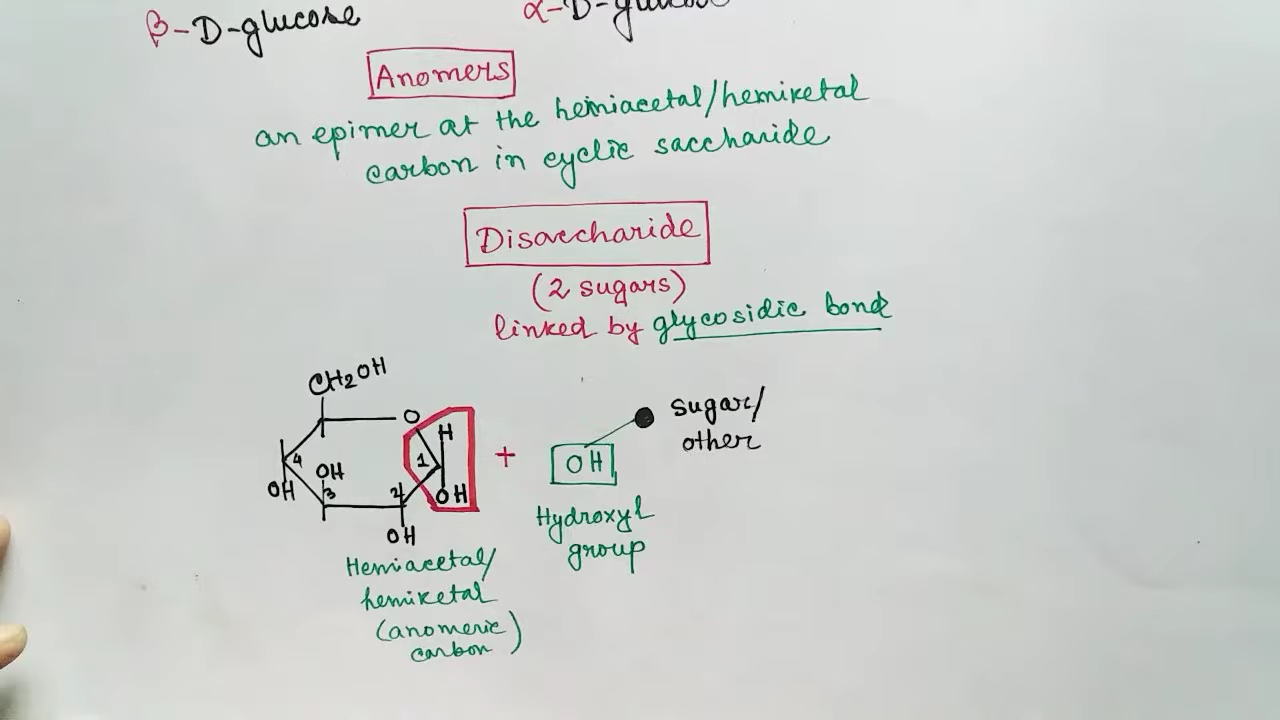 β-D-glucose
α-D-glucose
Anomers
an epimer at the hemiacetal/hemiketal
carbon in cyclic saccharide
Disaccharide
(2 sugars)
linked by glycosidic bond
CH2OH
O
H
4
OH
1
OH
3
2
OH
OH
+
OH
sugar/
other
Hydroxyl
group
Hemiacetal/
hemiketal
(anomeric
carbon)